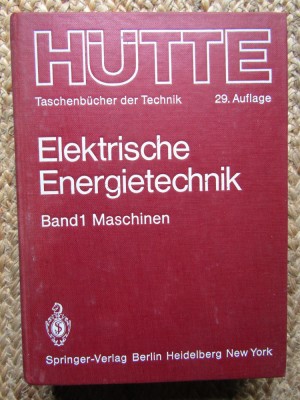 HÜTTE
Taschenbücher der Technik 29. Auflage
Elektrische
Energietechnik
Band1 Maschinen
Springer-Verlag Berlin Heidelberg New York